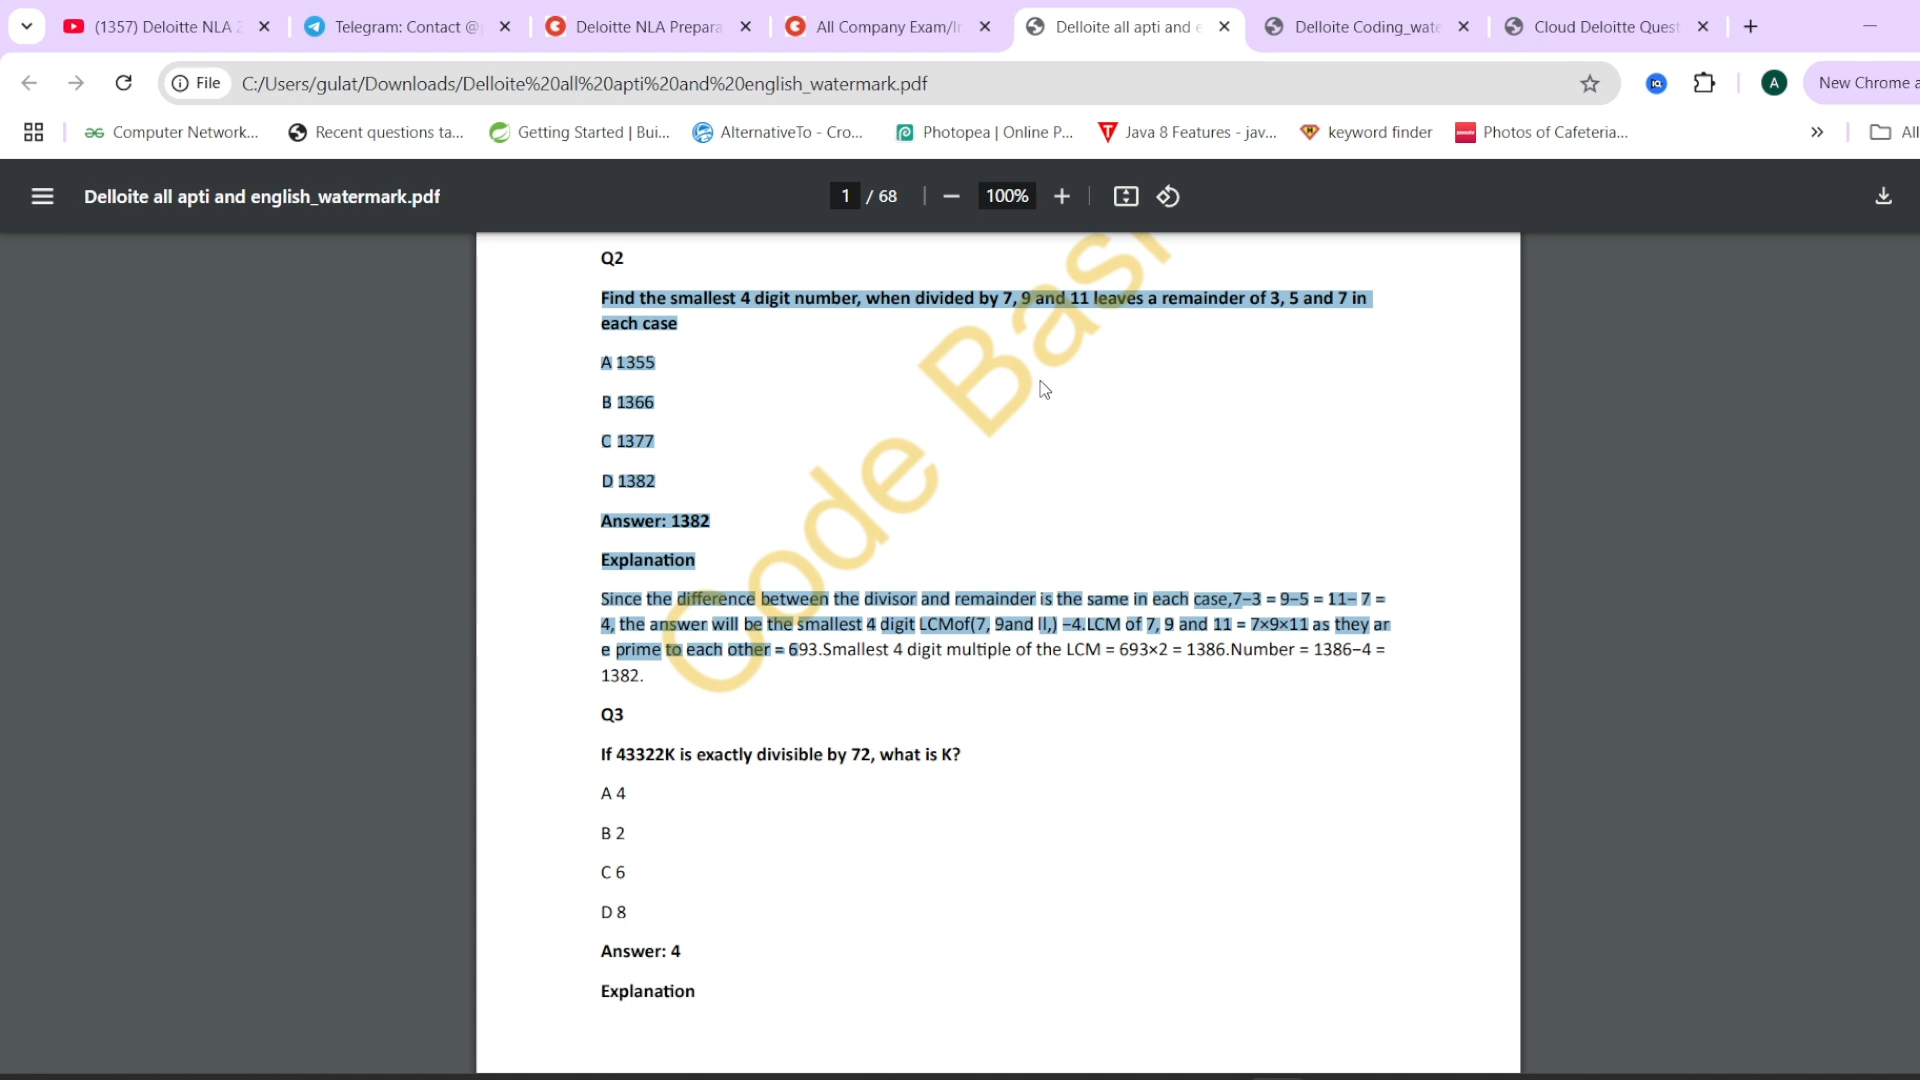 (1357) Deloitte NLA 2
Telegram: Contact @
Deloitte NLA Prepara
All Company Exam/In
Delloite all apti and e
Delloite Coding_wate
Cloud Deloitte Quest
File
C:/Users/gulat/Downloads/Delloite%20all%20apti%20and%20english_watermark.pdf
A
New Chrome a
Computer Network...
Recent questions ta...
Getting Started | Bui...
AlternativeTo - Cro...
Photopea | Online P...
Java 8 Features - jav...
keyword finder
Photos of Cafeteria...
All
Delloite all apti and english_watermark.pdf
1 / 68
100%
Code Basi
Q2
Find the smallest 4 digit number, when divided by 7, 9 and 11 leaves a remainder of 3, 5 and 7 in
each case
A 1355
B 1366
C 1377
D 1382
Answer: 1382
Explanation
Since the difference between the divisor and remainder is the same in each case,7−3 = 9−5 = 11− 7 =
4, the answer will be the smallest 4 digit LCMof(7, 9and ll,) −4.LCM of 7, 9 and 11 = 7×9×11 as they ar
e prime to each other = 693.Smallest 4 digit multiple of the LCM = 693×2 = 1386.Number = 1386−4 =
1382.
Q3
If 43322K is exactly divisible by 72, what is K?
A 4
B 2
C 6
D 8
Answer: 4
Explanation